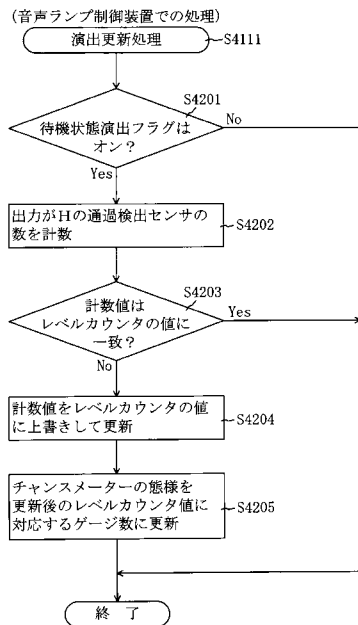 (音声ランプ制御装置での処理)
演出更新処理
S4111
S4201
待機状態演出フラグは
オン?
No
Yes
出力がHの通過検出センサの
数を計数
S4202
S4203
計数値は
レベルカウンタの値に
一致?
Yes
No
計数値をレベルカウンタの値
に上書きして更新
S4204
チャンスメーターの態様を
更新後のレベルカウンタ値に
対応するゲージ数に更新
S4205
終了